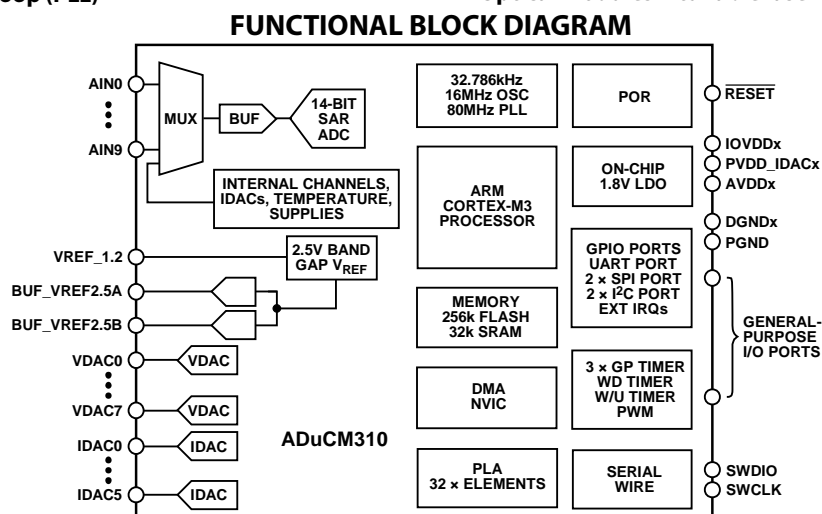 FUNCTIONAL BLOCK DIAGRAM
AIN0
AIN9
MUX
BUF
14-BIT
SAR
ADC
INTERNAL CHANNELS,
IDACs, TEMPERATURE,
SUPPLIES
VREF_1.2
2.5V BAND
GAP VREF
BUF_VREF2.5A
BUF_VREF2.5B
VDAC0
VDAC
VDAC7
VDAC
IDAC0
IDAC
IDAC5
IDAC
ADuCM310
32.786kHz
16MHz OSC
80MHz PLL
ARM
CORTEX-M3
PROCESSOR
MEMORY
256k FLASH
32k SRAM
DMA
NVIC
PLA
32 × ELEMENTS
POR
ON-CHIP
1.8V LDO
GPIO PORTS
UART PORT
2 × SPI PORT
2 × I2C PORT
EXT IRQs
3 × GP TIMER
WD TIMER
W/U TIMER
PWM
SERIAL
WIRE
RESET
IOVDDx
PVDD_IDACx
AVDDx
DGNDx
PGND
GENERAL-
PURPOSE
I/O PORTS
SWDIO
SWCLK